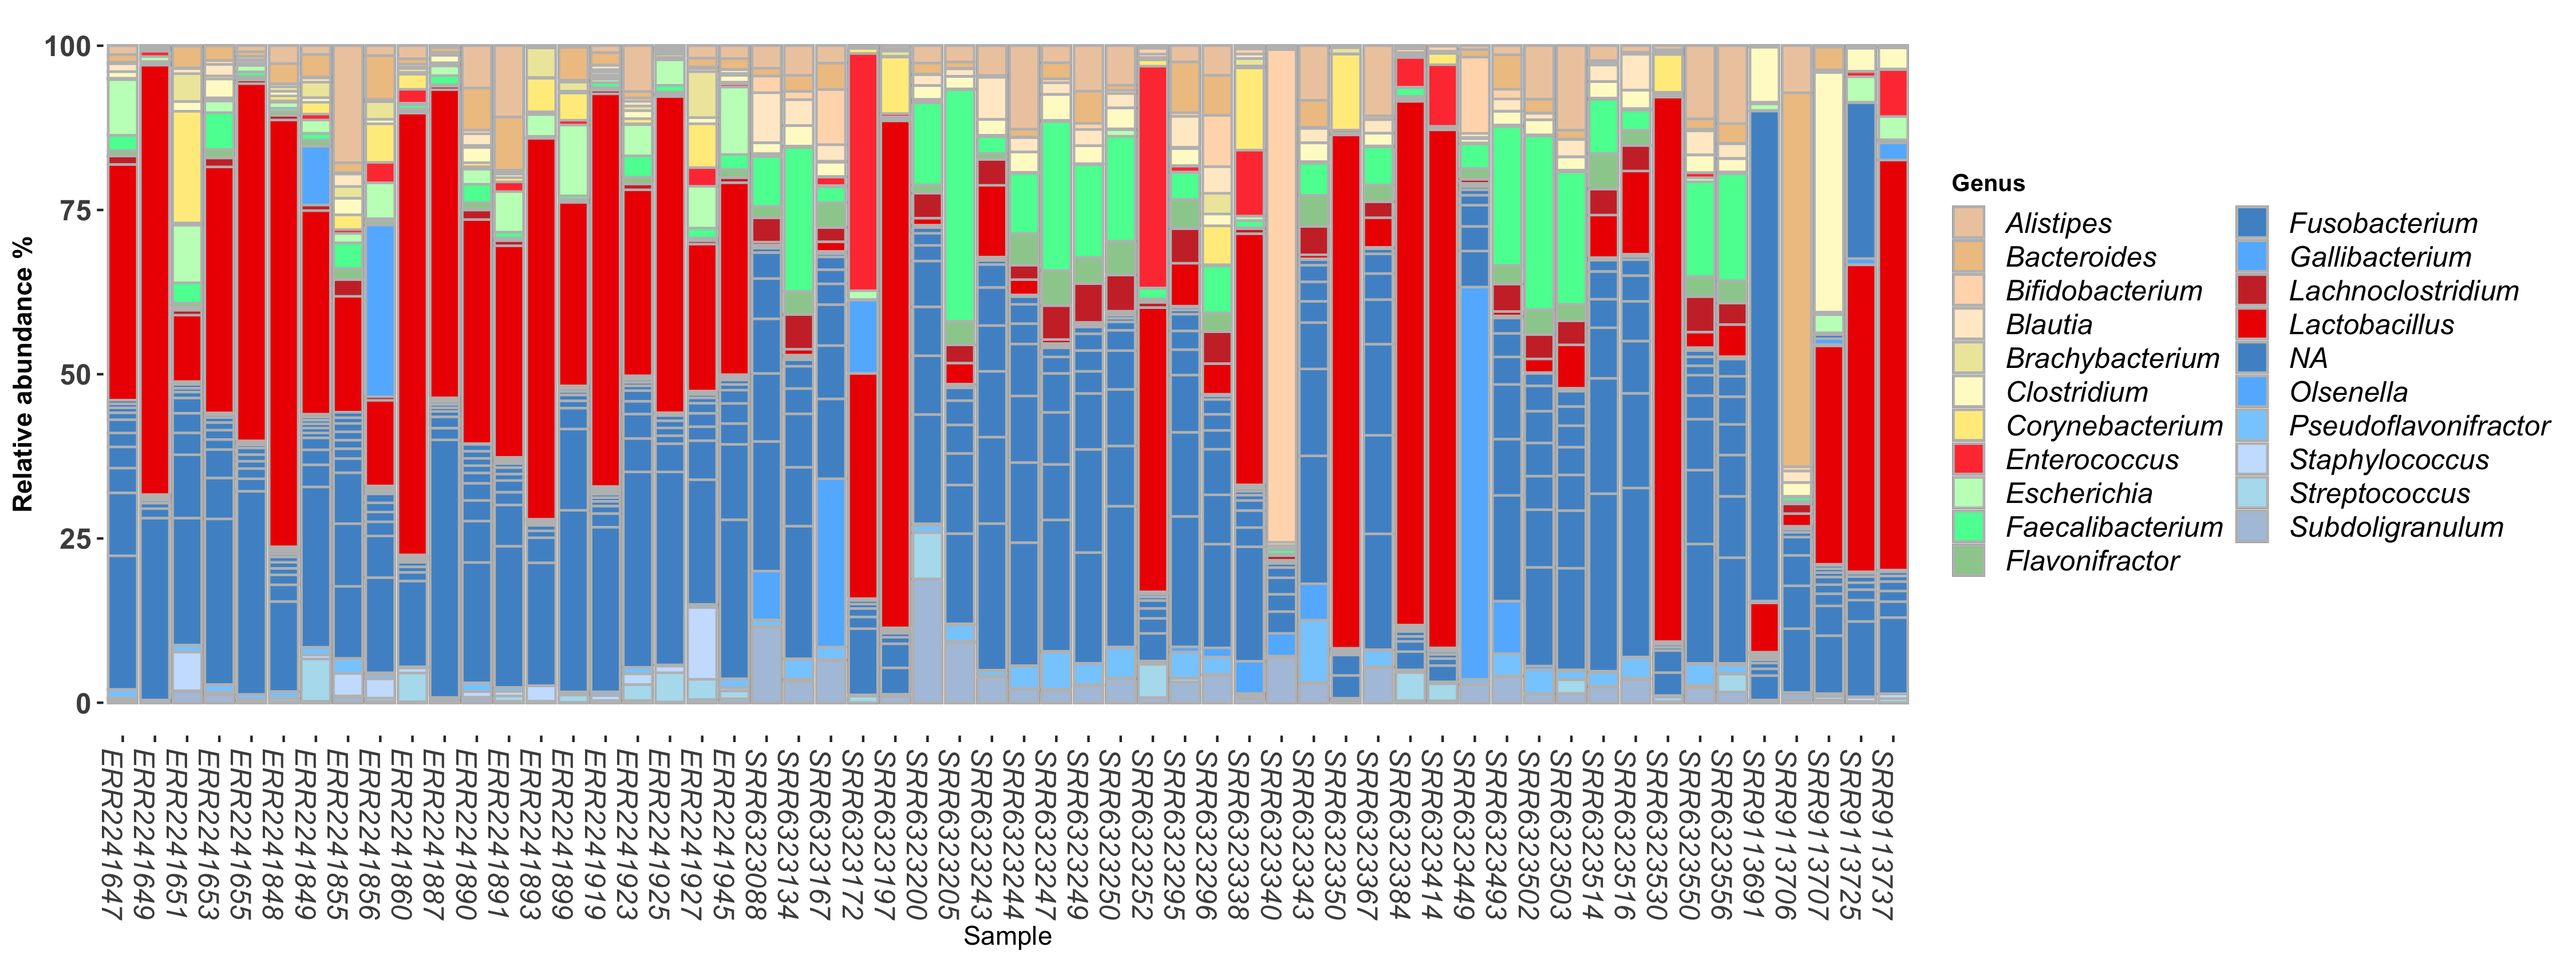 Relative abundance %
100
75
50
25
0
ERR2241647
ERR2241649
ERR2241651
ERR2241653
ERR2241655
ERR2241848
ERR2241849
ERR2241855
ERR2241856
ERR2241860
ERR2241887
ERR2241890
ERR2241891
ERR2241893
ERR2241899
ERR2241919
ERR2241923
ERR2241925
ERR2241927
ERR2241945
SRR6323088
SRR6323134
SRR6323167
SRR6323172
SRR6323197
SRR6323200
SRR6323205
SRR6323243
SRR6323244
SRR6323247
SRR6323249
SRR6323250
SRR6323252
SRR6323295
SRR6323296
SRR6323338
SRR6323340
SRR6323343
SRR6323350
SRR6323367
SRR6323384
SRR6323414
SRR6323449
SRR6323493
SRR6323502
SRR6323503
SRR6323514
SRR6323516
SRR6323530
SRR6323550
SRR6323556
SRR9113691
SRR9113706
SRR9113707
SRR9113725
SRR9113737
Sample
Genus
Alistipes
Bacteroides
Bifidobacterium
Blautia
Brachybacterium
Clostridium
Corynebacterium
Enterococcus
Escherichia
Faecalibacterium
Flavonifractor
Fusobacterium
Gallibacterium
Lachnoclostridium
Lactobacillus
NA
Olsenella
Pseudoflavonifractor
Staphylococcus
Streptococcus
Subdoligranulum